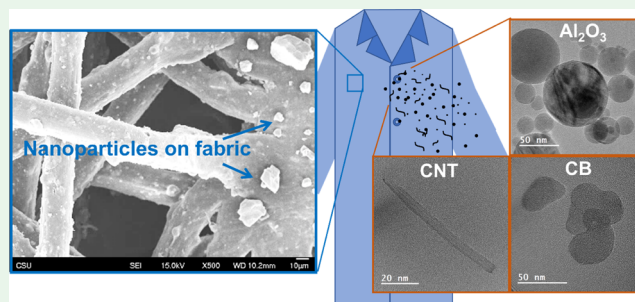 Nanoparticles on fabric
CSU SEI 15.0kV X500 WD 10.2mm 10µm
Al₂O₃
50 nm
CNT
20 nm
CB
50 nm